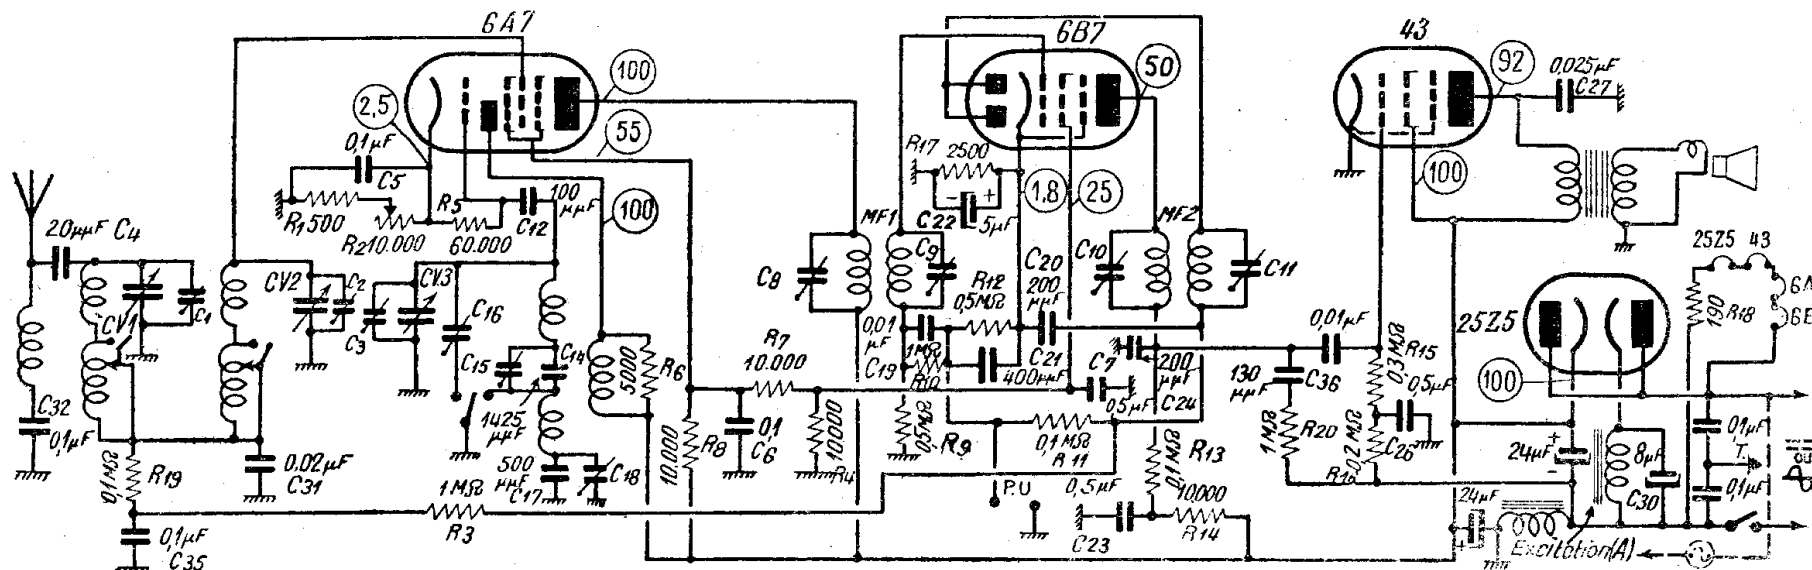 6A7
6B7
43
100
2,5
55
0,1µF
C5
R1 500
R2 10.000
R5
60.000
100
µµF
C12
100
20µµF C4
CV1
C1
C32
0,1µF
R19
0,1µF
C35
CV2
C2
C3
CV3
C16
C15
C14
1425
µµF
500
µµF
C17
C18
0.02µF
C31
1MΩ
R3
5000
R6
10.000
R8
R7
10.000
0,1
C6
10000
R4
C8
MF1
C9
R17
2500
C22
5µF
50
1,8
25
R12
0,5MΩ
0,01
µF
1MΩ
C19
R10
0,5MΩ
R9
C20
200
µµF
C21
400µµF
C10
MF2
C11
C7
0,5µF
200
µµF
C24
0,1MΩ
R11
P.U
0,5µF
C23
R13
0,1MΩ
10.000
R14
92
0,025µF
C27
100
0,01µF
130
µµF
C36
1MΩ
R20
R15
0,3MΩ
0,5µF
C26
0,2MΩ
R16
25Z5
43
25Z5
190
R18
100
24µF
8µF
C30
0,1µF
T.
0,1µF
24µF
Excitation(A)